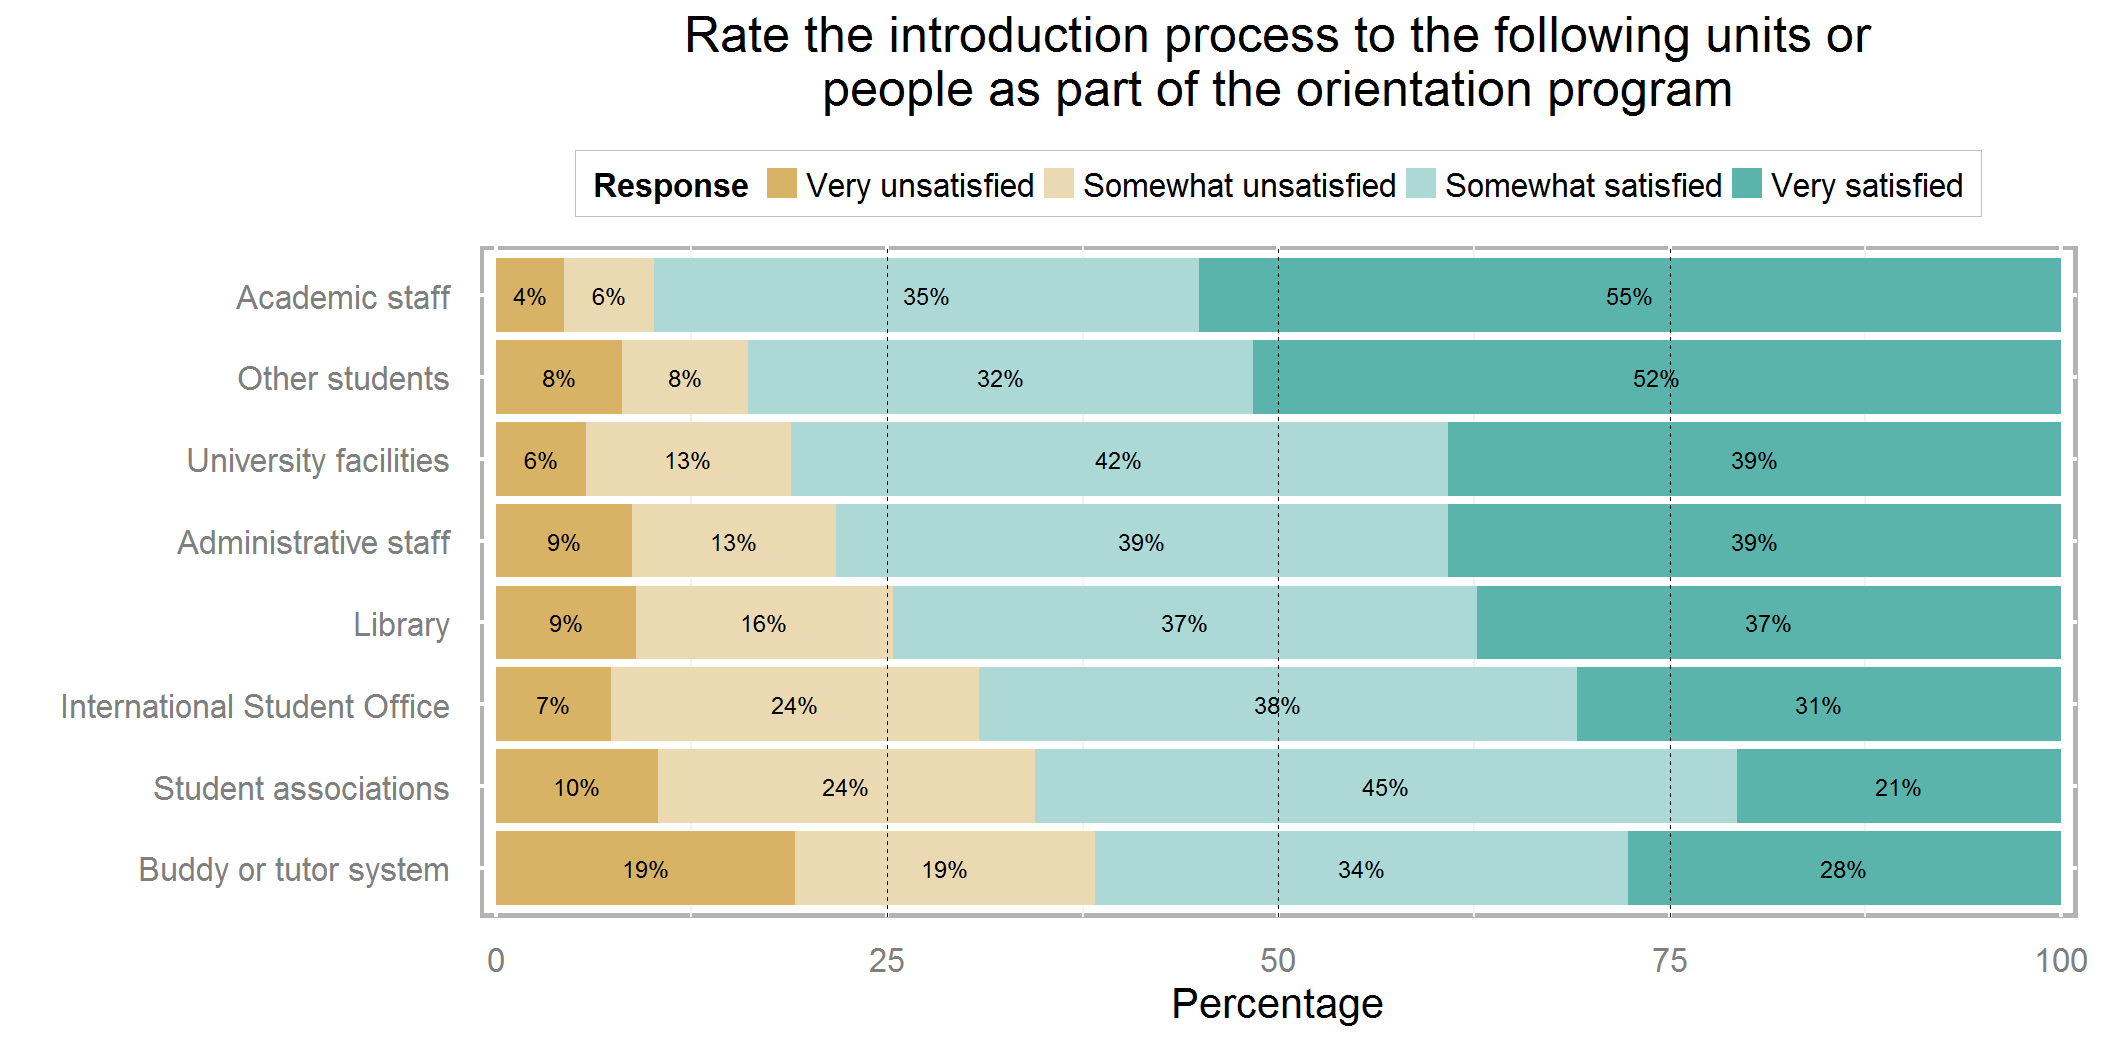 Rate the introduction process to the following units or
people as part of the orientation program
Response Very unsatisfied Somewhat unsatisfied Somewhat satisfied Very satisfied
Academic staff 4% 6% 35% 55%
Other students 8% 8% 32% 52%
University facilities 6% 13% 42% 39%
Administrative staff 9% 13% 39% 39%
Library 9% 16% 37% 37%
International Student Office 7% 24% 38% 31%
Student associations 10% 24% 45% 21%
Buddy or tutor system 19% 19% 34% 28%
0 25 50 75 100
Percentage